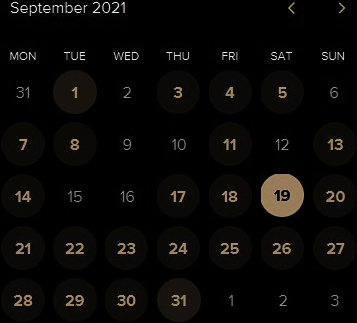 September 2021
MON TUE WED THU FRI SAT SUN
31 1 2 3 4 5 6
7 8 9 10 11 12 13
14 15 16 17 18 19 20
21 22 23 24 25 26 27
28 29 30 31 1 2 3